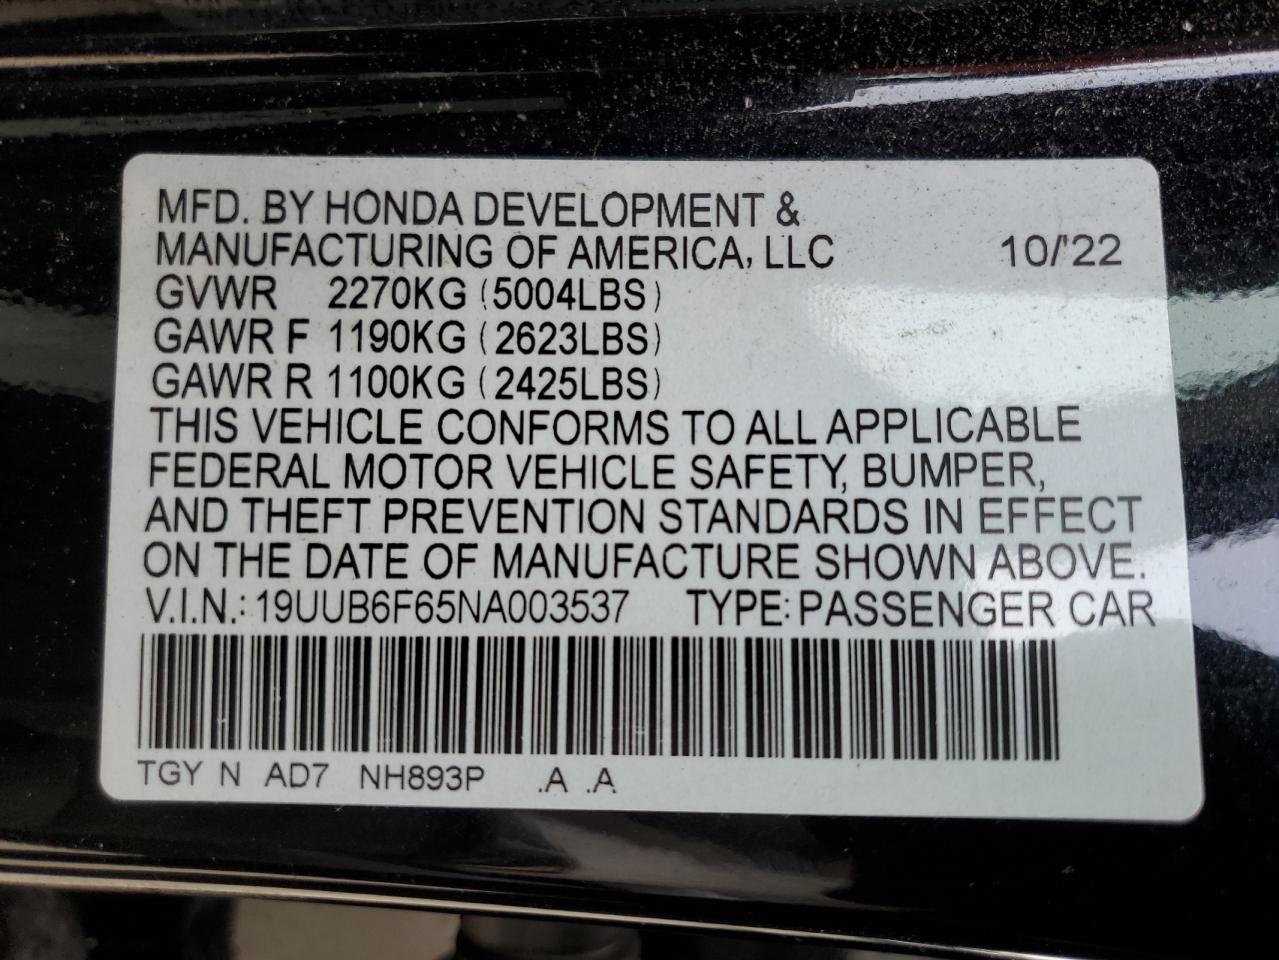 MFD. BY HONDA DEVELOPMENT &
MANUFACTURING OF AMERICA, LLC 10/'22
GVWR 2270KG (5004LBS)
GAWR F 1190KG (2623LBS)
GAWR R 1100KG (2425LBS)
THIS VEHICLE CONFORMS TO ALL APPLICABLE
FEDERAL MOTOR VEHICLE SAFETY, BUMPER,
AND THEFT PREVENTION STANDARDS IN EFFECT
ON THE DATE OF MANUFACTURE SHOWN ABOVE.
V.I.N.: 19UUB6F65NA003537 TYPE: PASSENGER CAR
TGY N AD7 NH893P .A .A